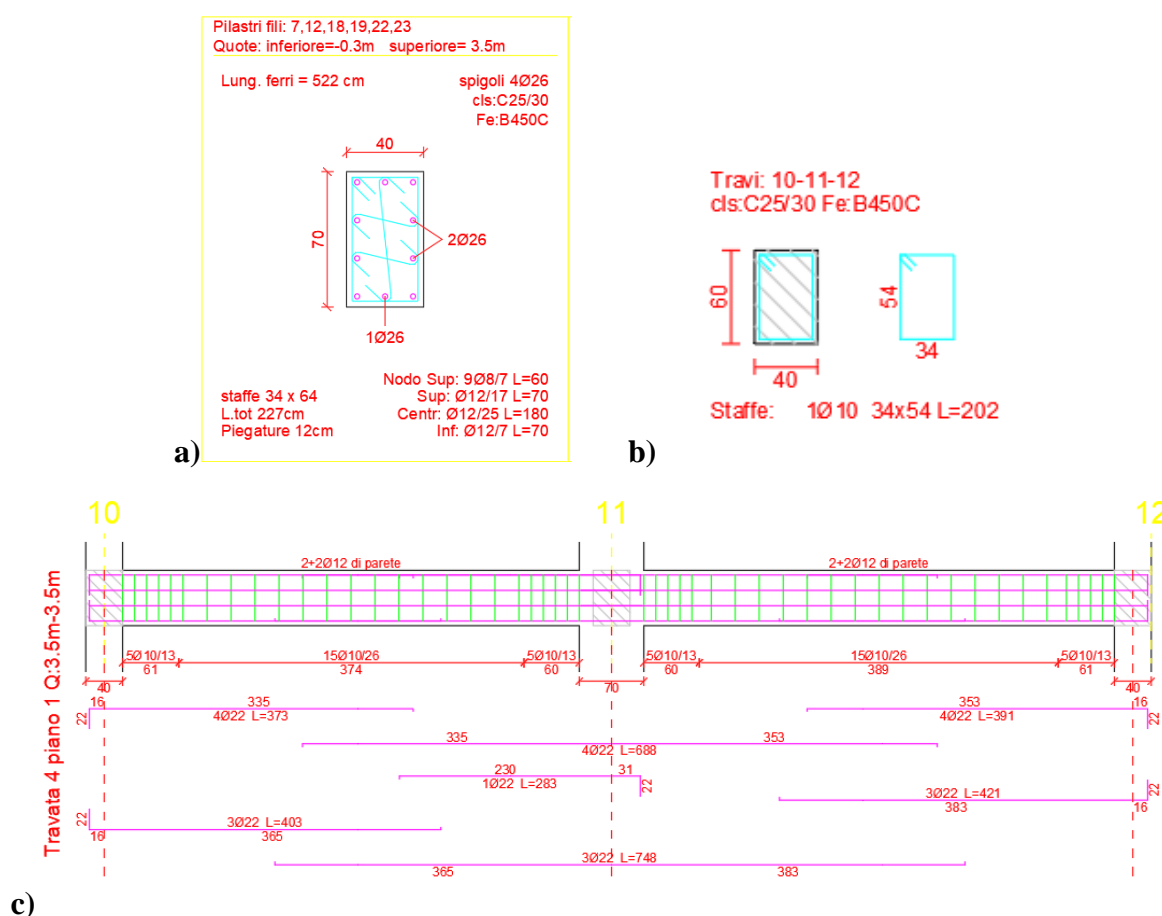 Pilastri fili: 7,12,18,19,22,23
Quote: inferiore=-0.3m superiore= 3.5m
Lung. ferri = 522 cm
spigoli 4Ø26
cls:C25/30
Fe:B450C
40
70
2Ø26
1Ø26
Nodo Sup: 9Ø8/7 L=60
staffe 34 x 64
Sup: Ø12/17 L=70
L.tot 227cm
Centr: Ø12/25 L=180
Piegature 12cm
Inf: Ø12/7 L=70
a)
Travi: 10-11-12
cls:C25/30 Fe:B450C
60
40
54
34
Staffe: 1Ø10 34x54 L=202
b)
10 11 12
Travata 4 piano 1 Q:3.5m-3.5m
2+2Ø12 di parete 2+2Ø12 di parete
5Ø10/13 15Ø10/26 5Ø10/13 5Ø10/13 15Ø10/26 5Ø10/13
61 374 60 60 389 61
40 70 40
16 335 353 16
22 4Ø22 L=373 4Ø22 L=391 22
335 353
4Ø22 L=688
230 31
1Ø22 L=283 22
3Ø22 L=421 22
383 16
22 3Ø22 L=403
16 365
3Ø22 L=748
365 383
c)